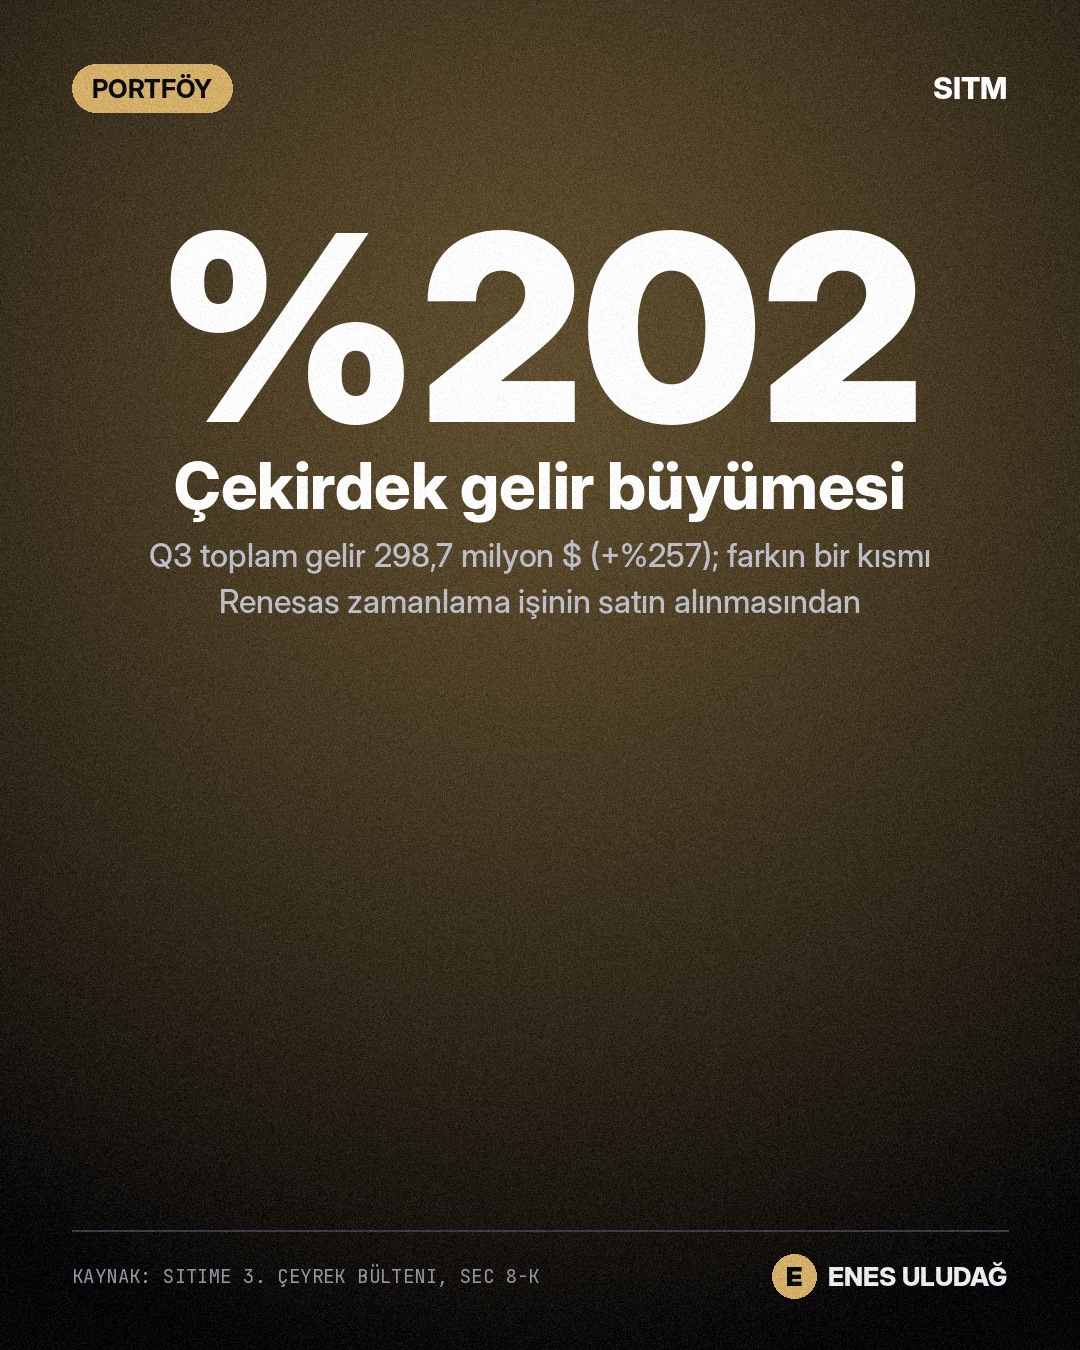 PORTFÖY
SITM
%202
Çekirdek gelir büyümesi
Q3 toplam gelir 298,7 milyon $ (+%257); farkın bir kısmı
Renesas zamanlama işinin satın alınmasından
KAYNAK: SITIME 3. ÇEYREK BÜLTENI, SEC 8-K
E ENES ULUDAĞ